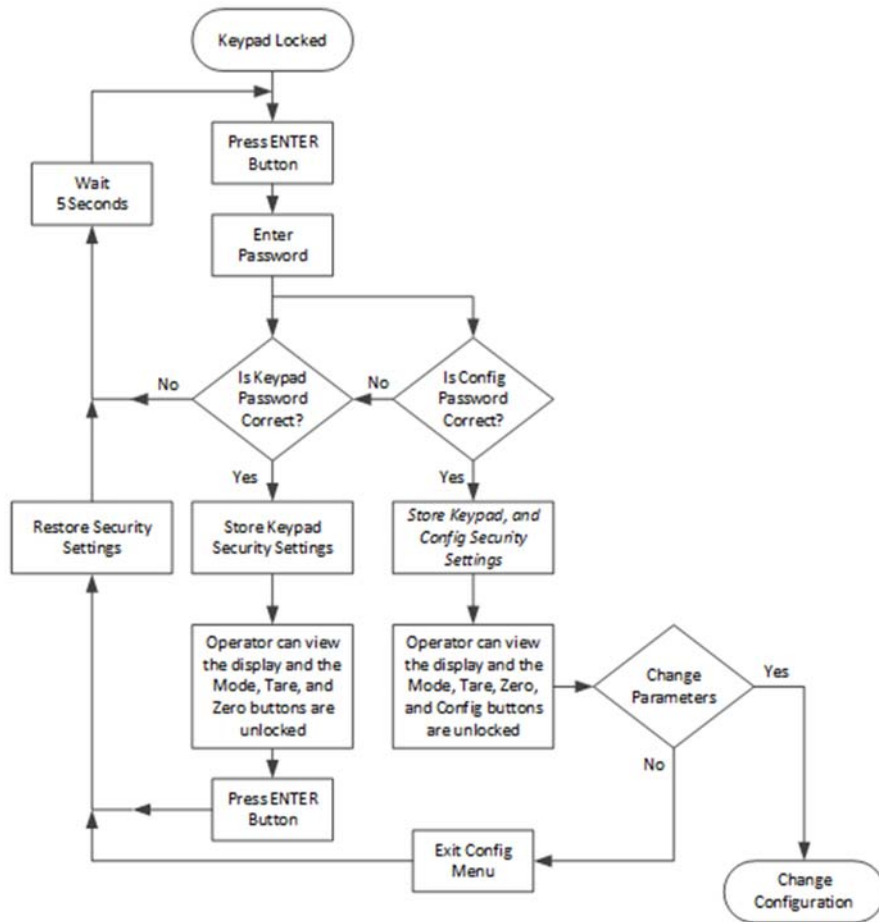 Keypad Locked
Press ENTER
Button
Wait
5 Seconds
Enter
Password
Is Keypad
Password
Correct?
No
Is Config
Password
Correct?
No
Yes
Yes
Restore Security
Settings
Store Keypad
Security Settings
Store Keypad, and
Config Security
Settings
Operator can view
the display and the
Mode, Tare, and
Zero buttons are
unlocked
Operator can view
the display and the
Mode, Tare, Zero,
and Config buttons
are unlocked
Change
Parameters
Yes
No
Press ENTER
Button
Exit Config
Menu
Change
Configuration